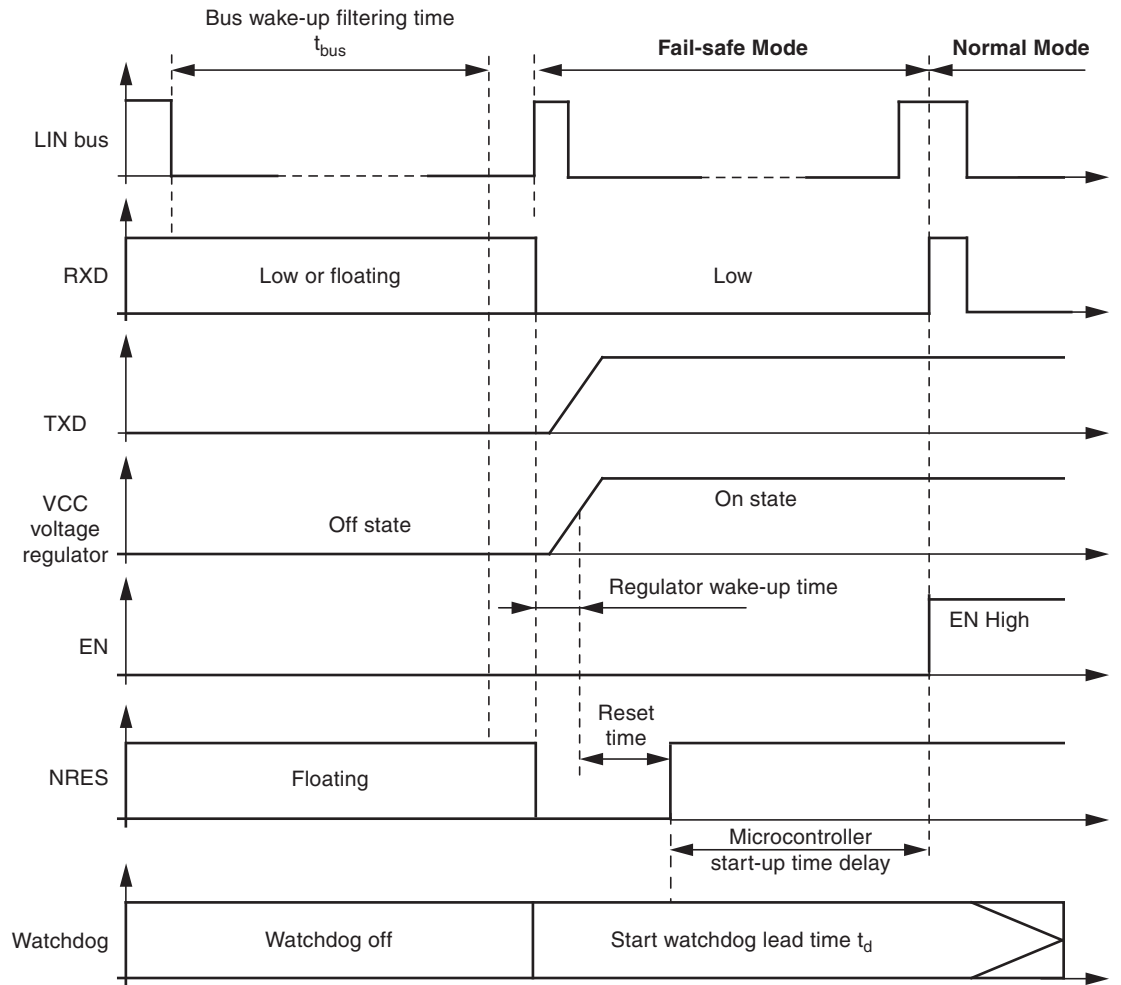 Bus wake-up filtering time
tbus
Fail-safe Mode
Normal Mode
LIN bus
RXD
Low or floating
Low
TXD
VCC
voltage
regulator
Off state
On state
Regulator wake-up time
EN
EN High
Reset
time
NRES
Floating
Microcontroller
start-up time delay
Watchdog
Watchdog off
Start watchdog lead time td